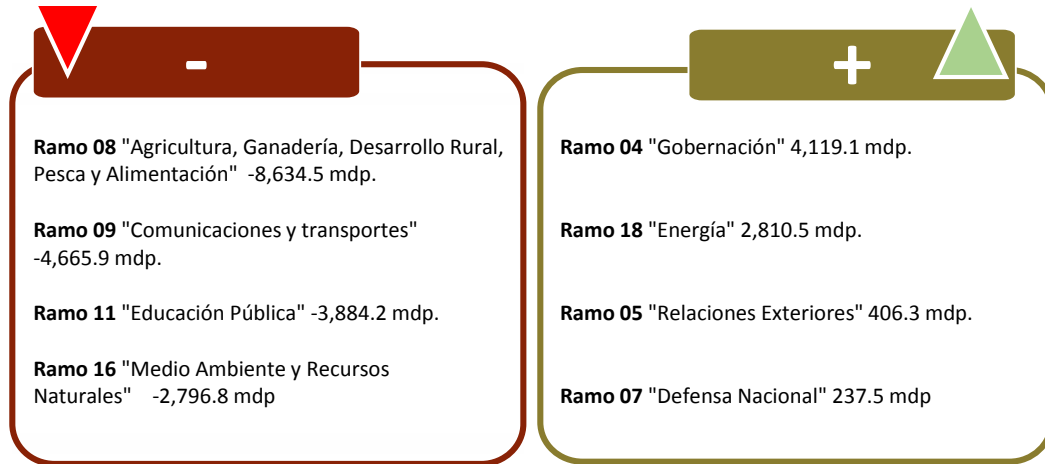 -
Ramo 08 "Agricultura, Ganadería, Desarrollo Rural,
Pesca y Alimentación" -8,634.5 mdp.
Ramo 09 "Comunicaciones y transportes"
-4,665.9 mdp.
Ramo 11 "Educación Pública" -3,884.2 mdp.
Ramo 16 "Medio Ambiente y Recursos
Naturales" -2,796.8 mdp
+
Ramo 04 "Gobernación" 4,119.1 mdp.
Ramo 18 "Energía" 2,810.5 mdp.
Ramo 05 "Relaciones Exteriores" 406.3 mdp.
Ramo 07 "Defensa Nacional" 237.5 mdp